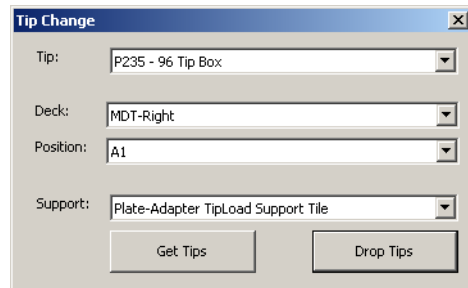 Tip Change
Tip: P235 - 96 Tip Box
Deck: MDT-Right
Position: A1
Support: Plate-Adapter TipLoad Support Tile
Get Tips Drop Tips